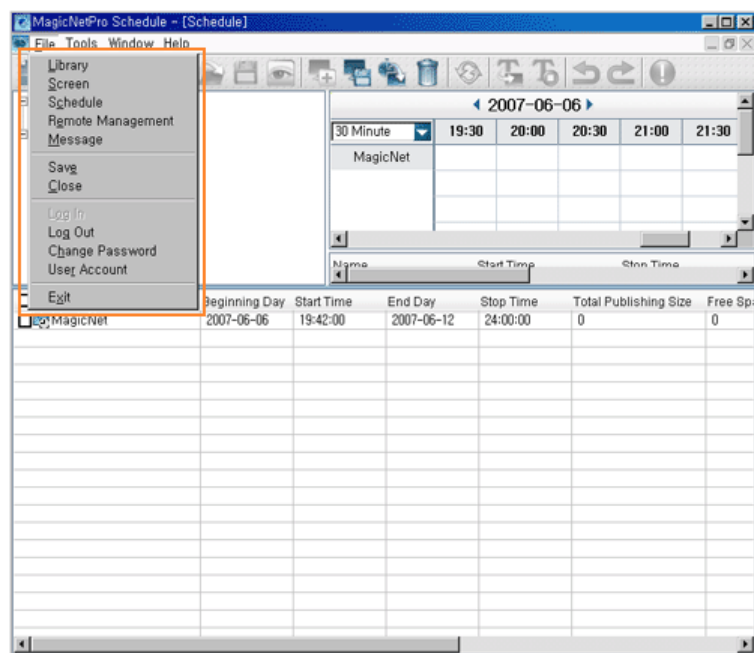 MagicNetPro Schedule - [Schedule]
File Tools Window Help
Library
Screen
Schedule
Remote Management
Message
Save
Close
Log In
Log Out
Change Password
User Account
Exit
2007-06-06
30 Minute 19:30 20:00 20:30 21:00 21:30
MagicNet
Name Start Time Stop Time
Beginning Day Start Time End Day Stop Time Total Publishing Size Free
MagicNet 2007-06-06 19:42:00 2007-06-12 24:00:00 0 0